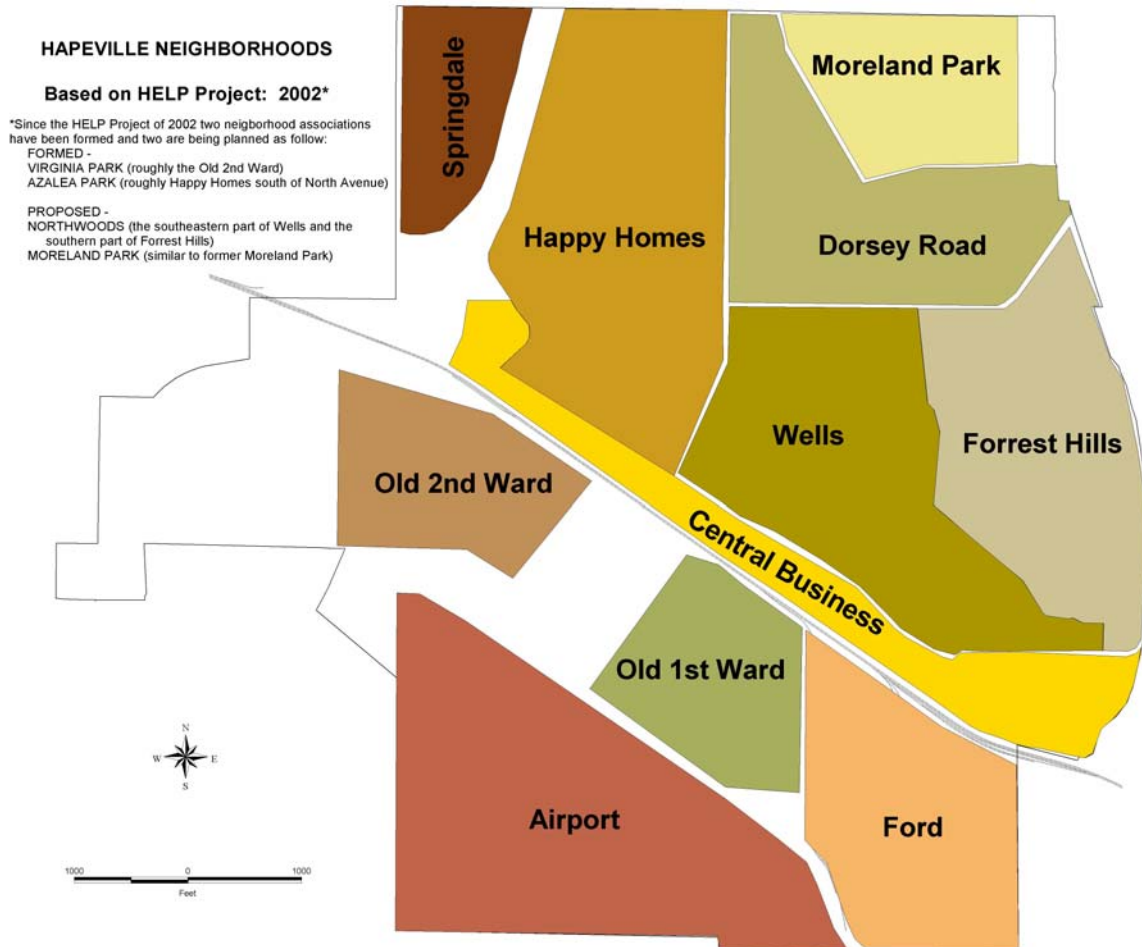 HAPEVILLE NEIGHBORHOODS
Based on HELP Project: 2002*
*Since the HELP Project of 2002 two neigborhood associations
have been formed and two are being planned as follow:
FORMED -
VIRGINIA PARK (roughly the Old 2nd Ward)
AZALEA PARK (roughly Happy Homes south of North Avenue)
PROPOSED -
NORTHWOODS (the southeastern part of Wells and the
southern part of Forrest Hills)
MORELAND PARK (similar to former Moreland Park)
Springdale
Moreland Park
Happy Homes
Dorsey Road
Wells
Forrest Hills
Old 2nd Ward
Central Business
Old 1st Ward
Airport
Ford
N
W E
S
1000 0 1000
Feet